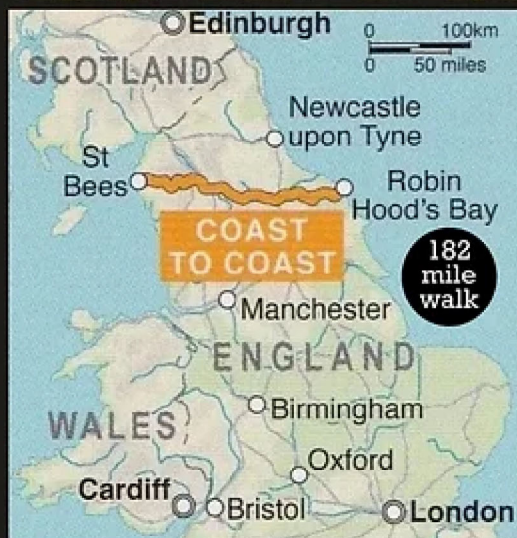 Edinburgh
0 100km
0 50 miles
SCOTLAND
Newcastle
upon Tyne
St
Bees
Robin
Hood's Bay
COAST
TO COAST
182
mile
walk
Manchester
ENGLAND
Birmingham
WALES
Oxford
Cardiff
Bristol
London